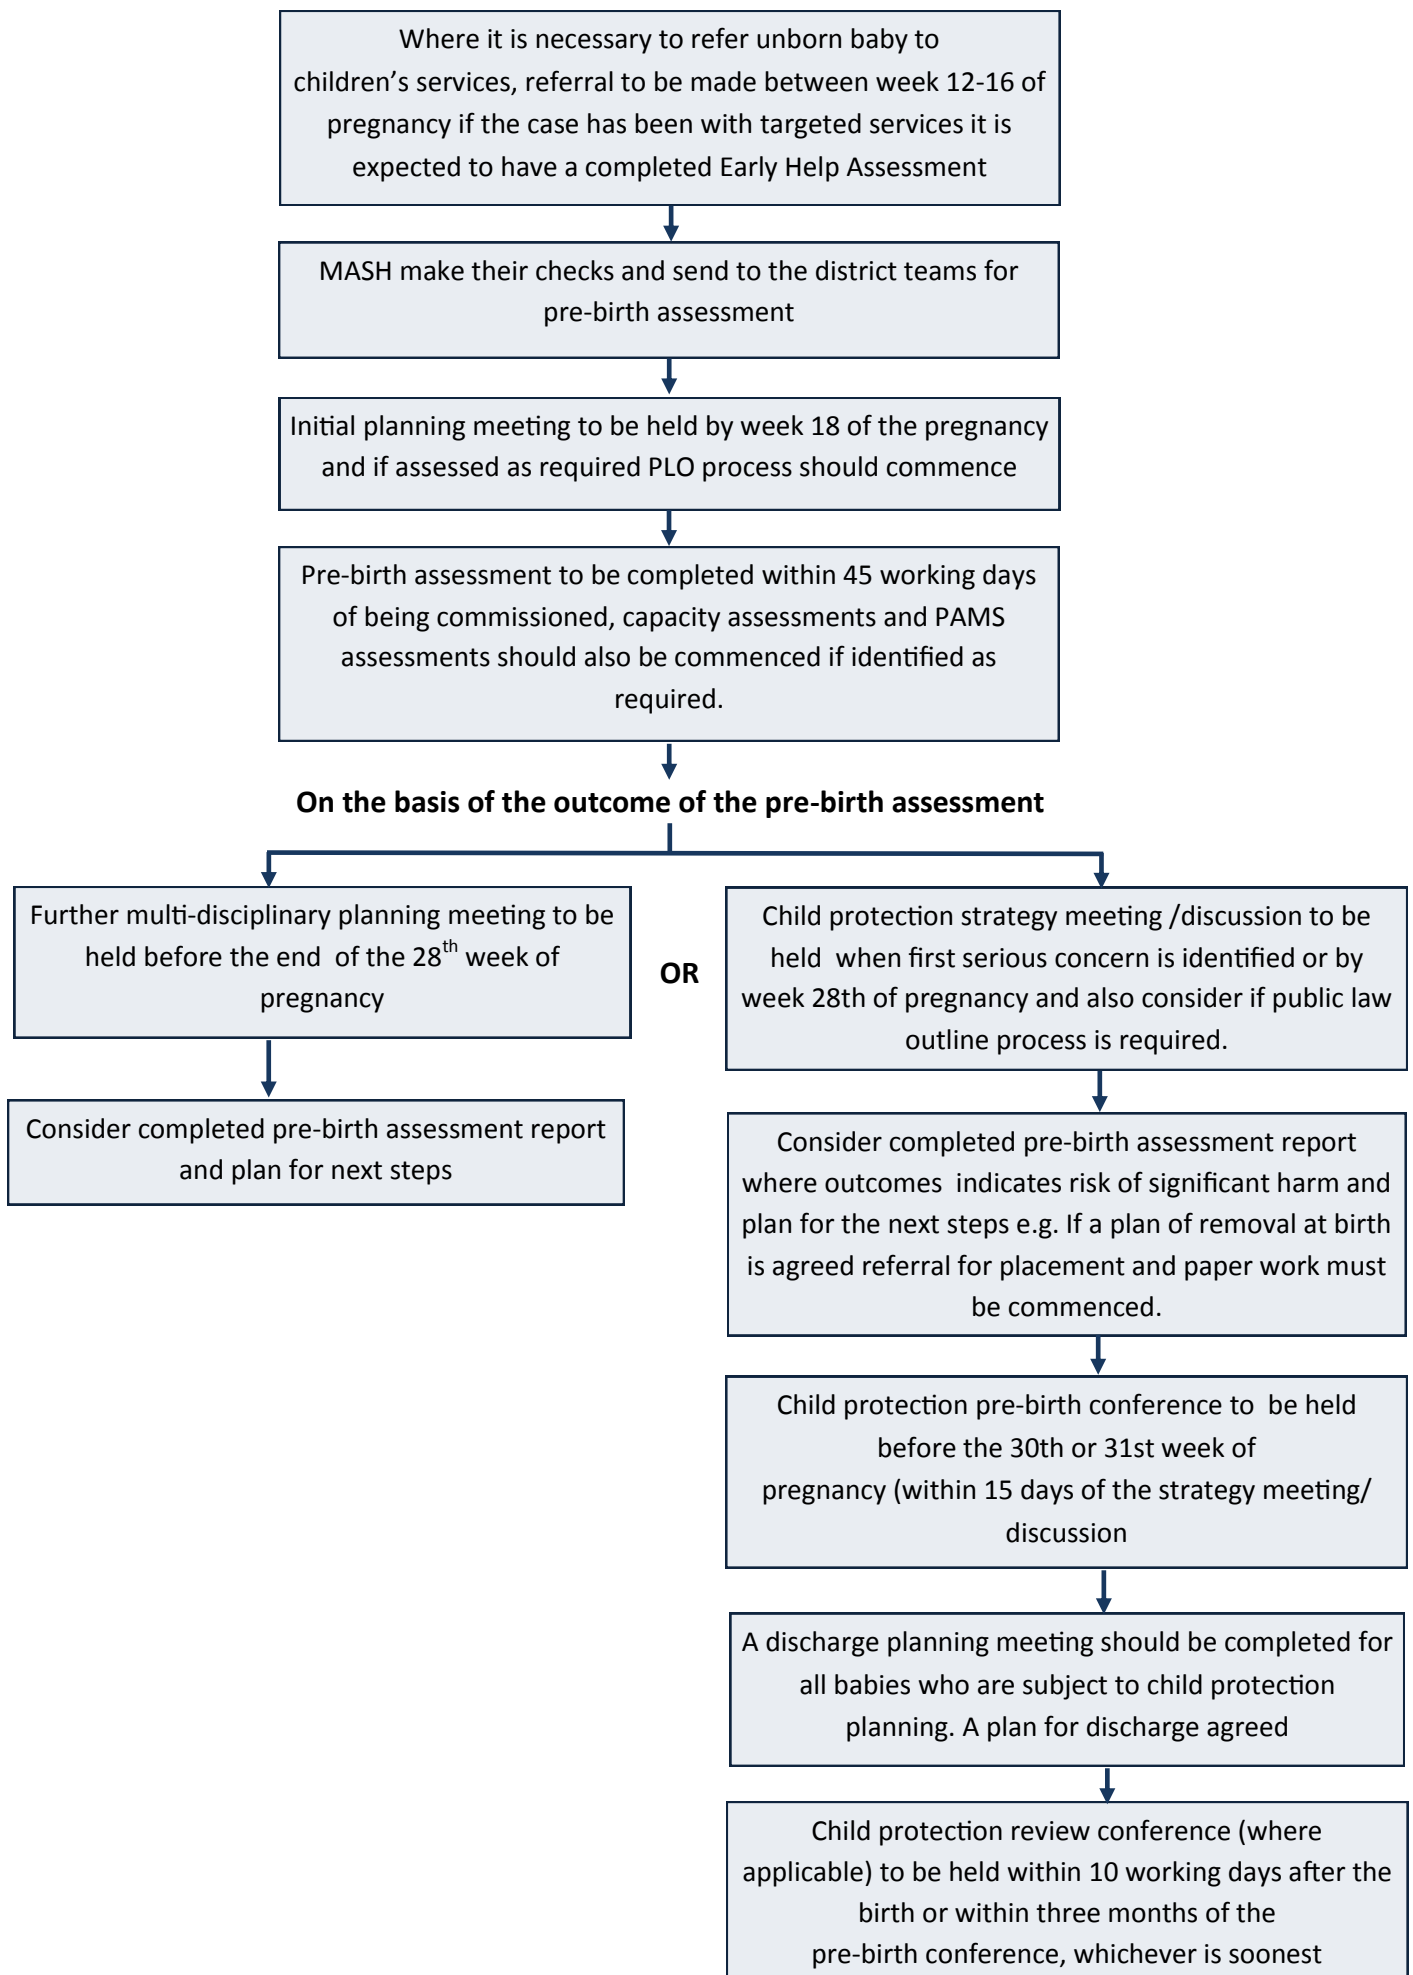 Where it is necessary to refer unborn baby to
children’s services, referral to be made between week 12-16 of
pregnancy if the case has been with targeted services it is
expected to have a completed Early Help Assessment
MASH make their checks and send to the district teams for
pre-birth assessment
Initial planning meeting to be held by week 18 of the pregnancy
and if assessed as required PLO process should commence
Pre-birth assessment to be completed within 45 working days
of being commissioned, capacity assessments and PAMS
assessments should also be commenced if identified as
required.
On the basis of the outcome of the pre-birth assessment
Further multi-disciplinary planning meeting to be
held before the end of the 28th week of
pregnancy
Consider completed pre-birth assessment report
and plan for next steps
OR
Child protection strategy meeting /discussion to be
held when first serious concern is identified or by
week 28th of pregnancy and also consider if public law
outline process is required.
Consider completed pre-birth assessment report
where outcomes indicates risk of significant harm and
plan for the next steps e.g. If a plan of removal at birth
is agreed referral for placement and paper work must
be commenced.
Child protection pre-birth conference to be held
before the 30th or 31st week of
pregnancy (within 15 days of the strategy meeting/
discussion
A discharge planning meeting should be completed for
all babies who are subject to child protection
planning. A plan for discharge agreed
Child protection review conference (where
applicable) to be held within 10 working days after the
birth or within three months of the
pre-birth conference, whichever is soonest